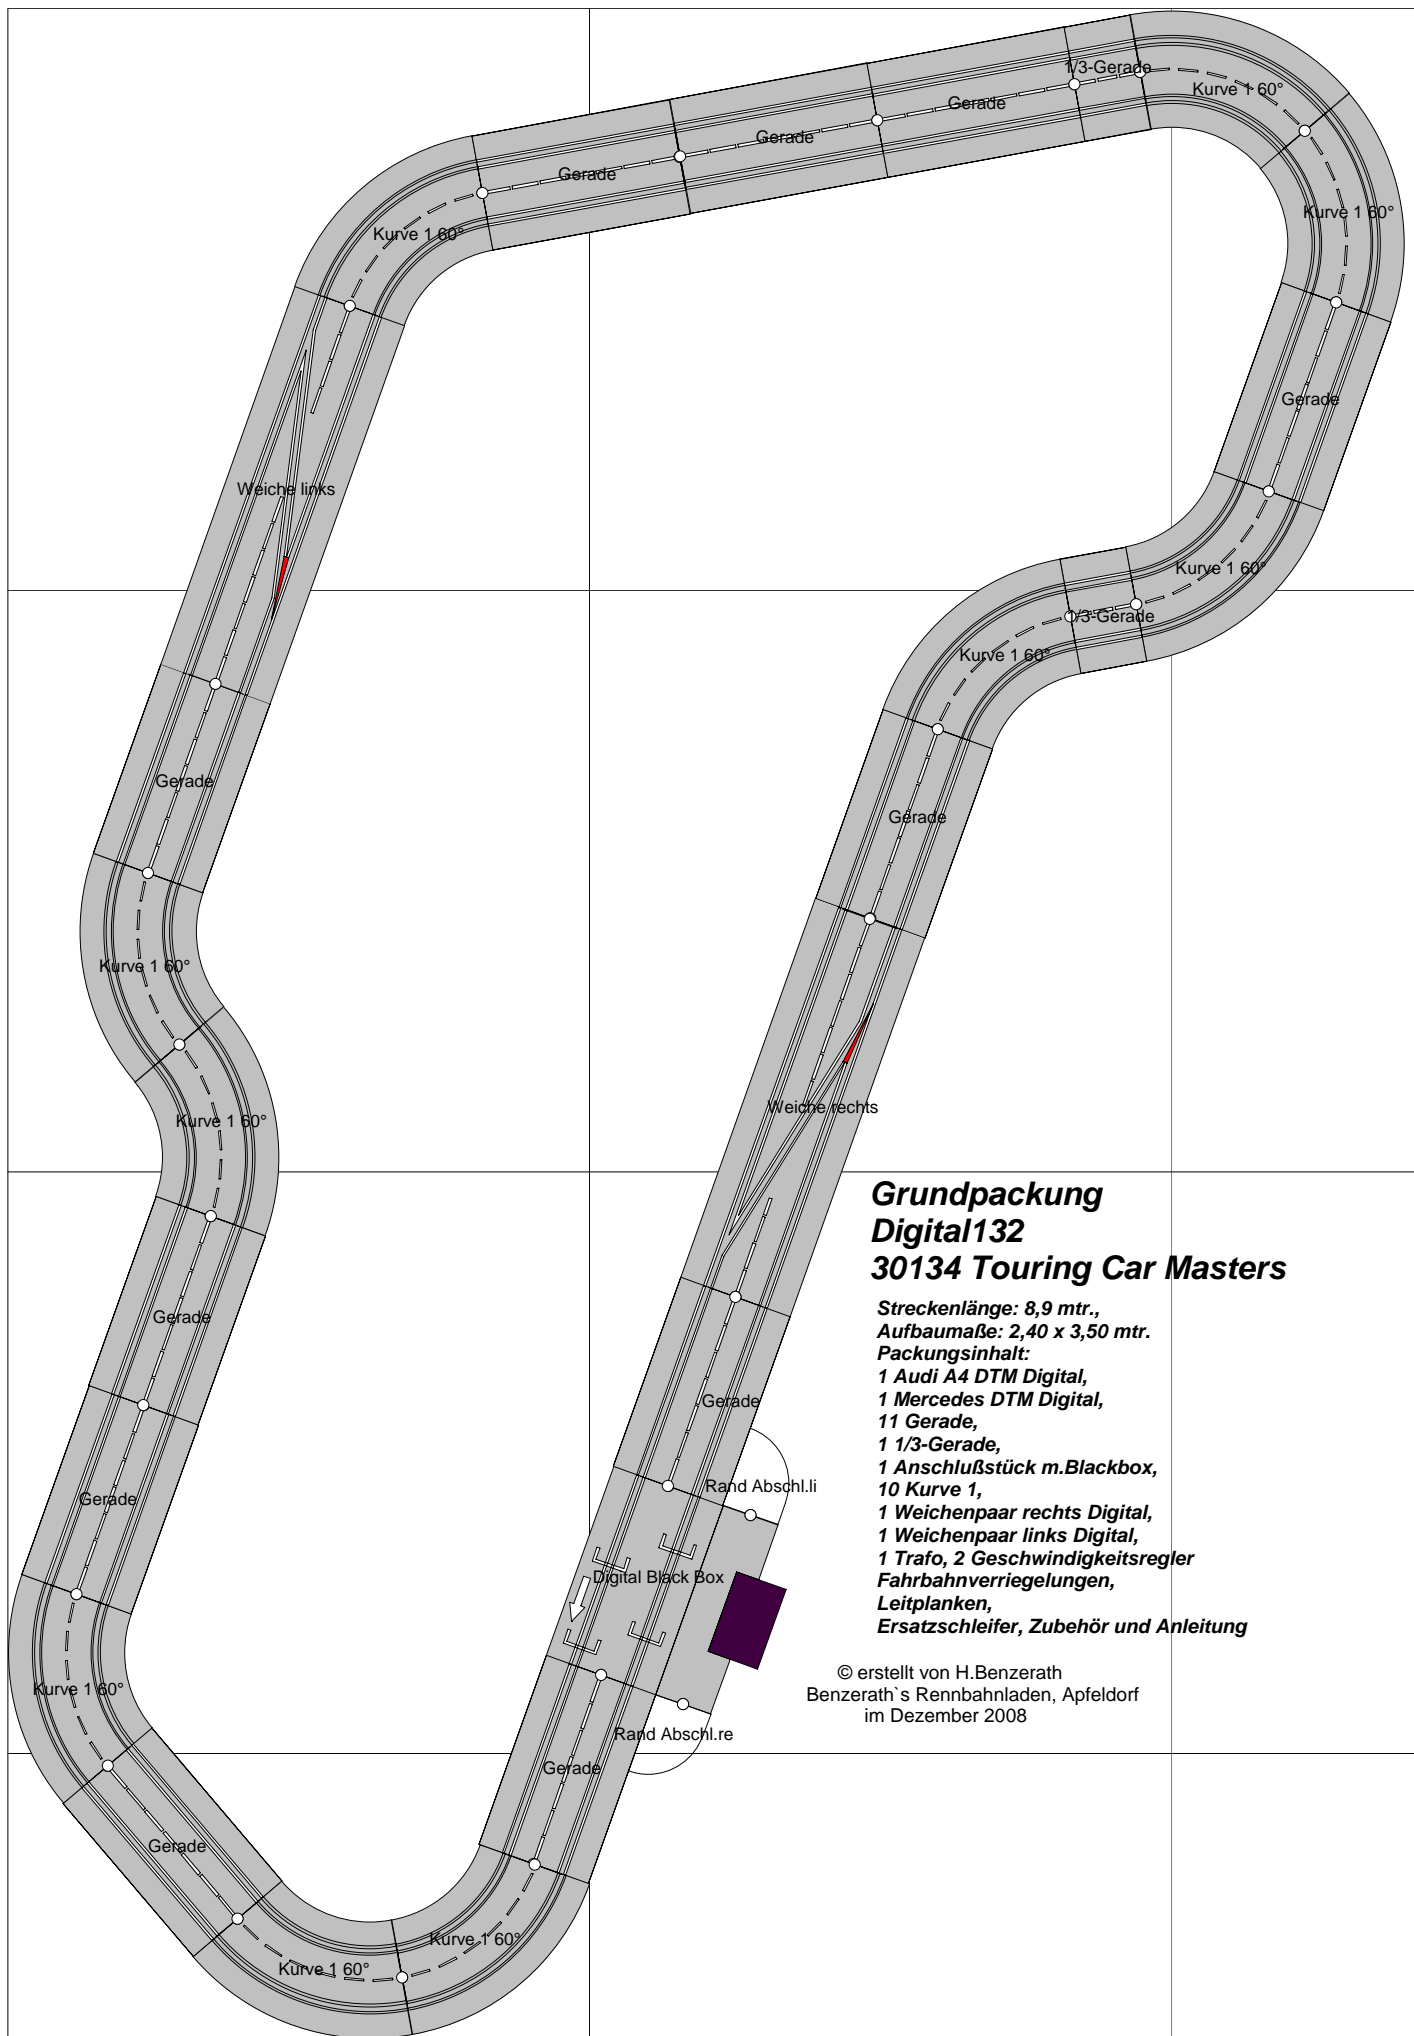 1/3-Gerade
Kurve 1 60°
Gerade
Gerade
Gerade
Kurve 1 60°
Kurve 1 60°
Gerade
Weiche links
Kurve 1 60°
1/3-Gerade
Kurve 1 60°
Gerade
Gerade
Kurve 1 60°
Weiche rechts
Kurve 1 60°
Grundpackung
Digital132
30134 Touring Car Masters
Streckenlänge: 8,9 mtr.,
Aufbaumaße: 2,40 x 3,50 mtr.
Packungsinhalt:
1 Audi A4 DTM Digital,
1 Mercedes DTM Digital,
11 Gerade,
1 1/3-Gerade,
1 Anschlußstück m.Blackbox,
10 Kurve 1,
1 Weichenpaar rechts Digital,
1 Weichenpaar links Digital,
1 Trafo, 2 Geschwindigkeitsregler
Fahrbahnverriegelungen,
Leitplanken,
Ersatzschleifer, Zubehör und Anleitung
Gerade
Gerade
Rand Abschl.li
Gerade
Digital Black Box
© erstellt von H.Benzerath
Benzerath`s Rennbahnladen, Apfeldorf
im Dezember 2008
Kurve 1 60°
Rand Abschl.re
Gerade
Gerade
Kurve 1 60°
Kurve 1 60°